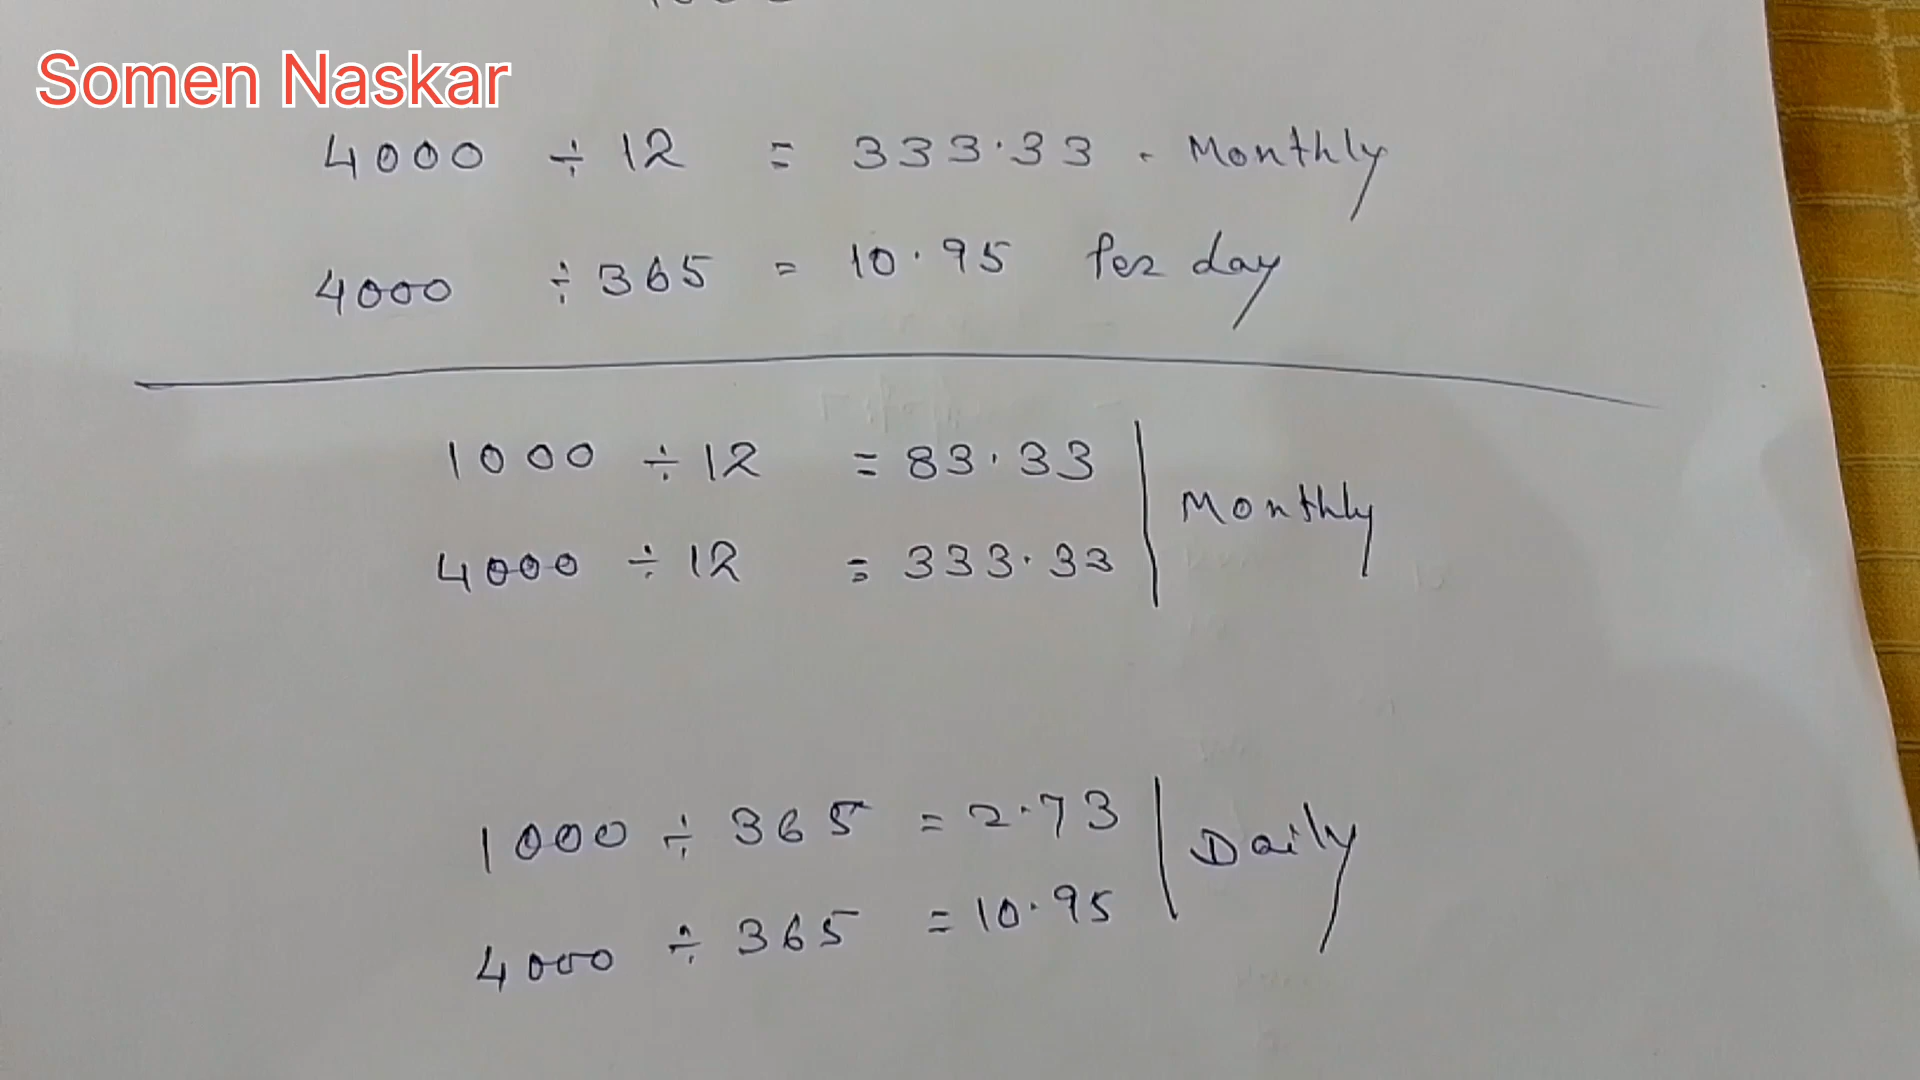 Somen Naskar
4000 ÷ 12 = 333.33 - Monthly
4000 ÷ 365 = 10.95 Per day
1000 ÷ 12 = 83.33
4000 ÷ 12 = 333.33
Monthly
1000 ÷ 365 = 2.73
4000 ÷ 365 = 10.95
Daily